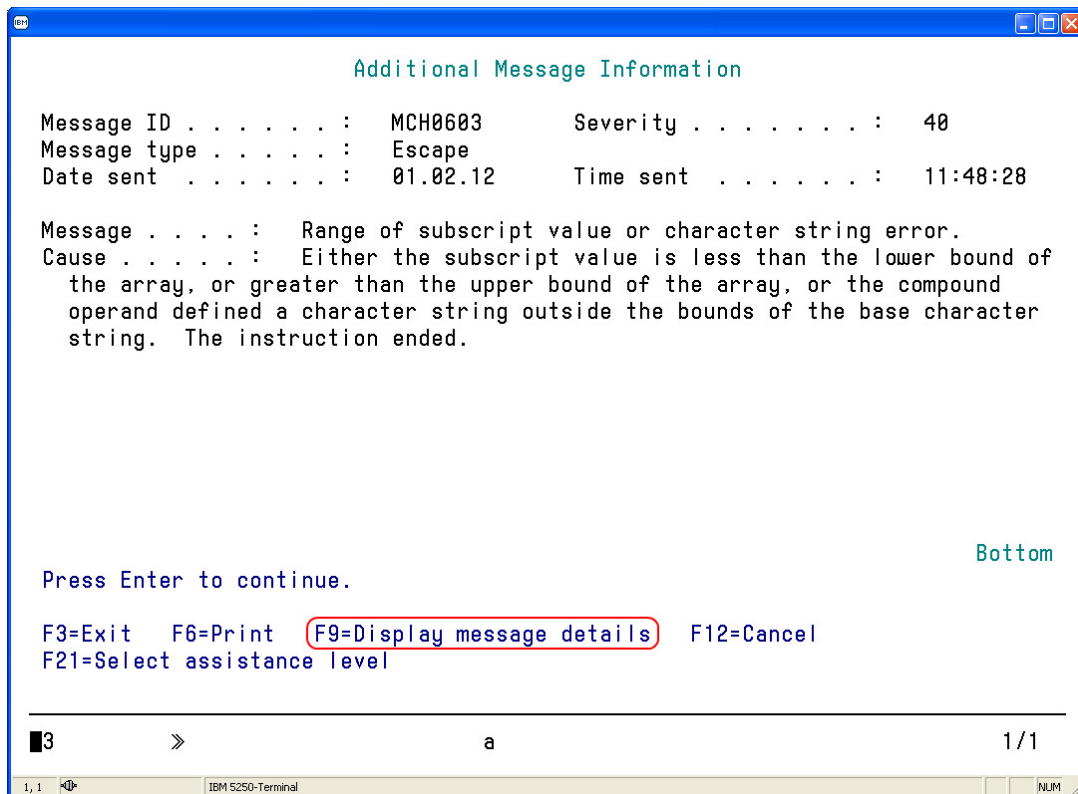 IBM
Additional Message Information
Message ID . . . . . . : MCH0603 Severity . . . . . . . : 40
Message type . . . . . : Escape
Date sent . . . . . . : 01.02.12 Time sent . . . . . . : 11:48:28
Message . . . . : Range of subscript value or character string error.
Cause . . . . . : Either the subscript value is less than the lower bound of
the array, or greater than the upper bound of the array, or the compound
operand defined a character string outside the bounds of the base character
string. The instruction ended.
Bottom
Press Enter to continue.
F3=Exit F6=Print F9=Display message details F12=Cancel
F21=Select assistance level
3 » a 1/1
1, 1 IBM 5250-Terminal NUM